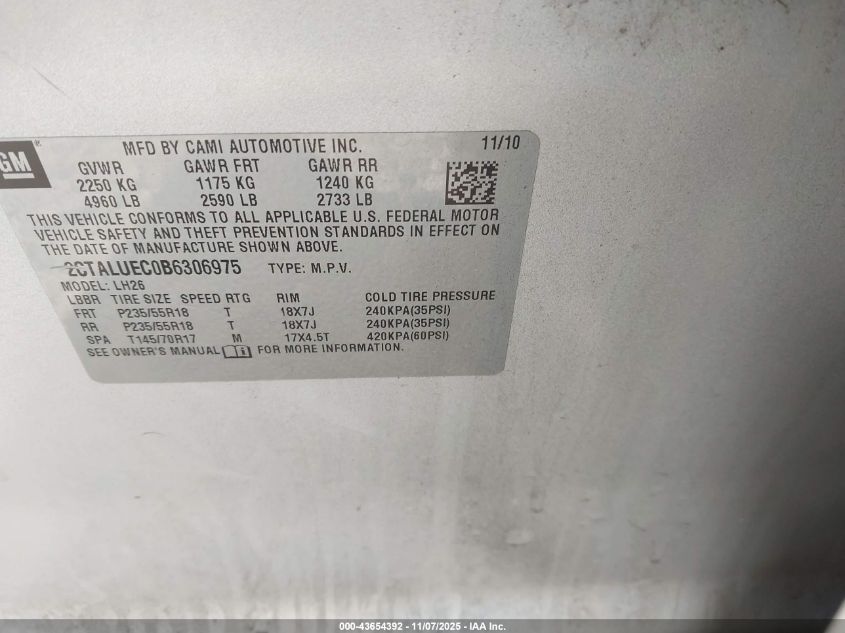 GM ®
MFD BY CAMI AUTOMOTIVE INC. 11/10
GVWR GAWR FRT GAWR RR
2250 KG 1175 KG 1240 KG
4960 LB 2590 LB 2733 LB
THIS VEHICLE CONFORMS TO ALL APPLICABLE U.S. FEDERAL MOTOR
VEHICLE SAFETY AND THEFT PREVENTION STANDARDS IN EFFECT ON
THE DATE OF MANUFACTURE SHOWN ABOVE.
2CTALUEC0B6306975 TYPE: M.P.V.
MODEL: LH26
LBBR TIRE SIZE SPEED RTG RIM COLD TIRE PRESSURE
FRT P235/55R18 T 18X7J 240KPA(35PSI)
RR P235/55R18 T 18X7J 240KPA(35PSI)
SPA T145/70R17 M 17X4.5T 420KPA(60PSI)
SEE OWNER'S MANUAL FOR MORE INFORMATION.
000-43654392 - 11/07/2025 - IAA Inc.